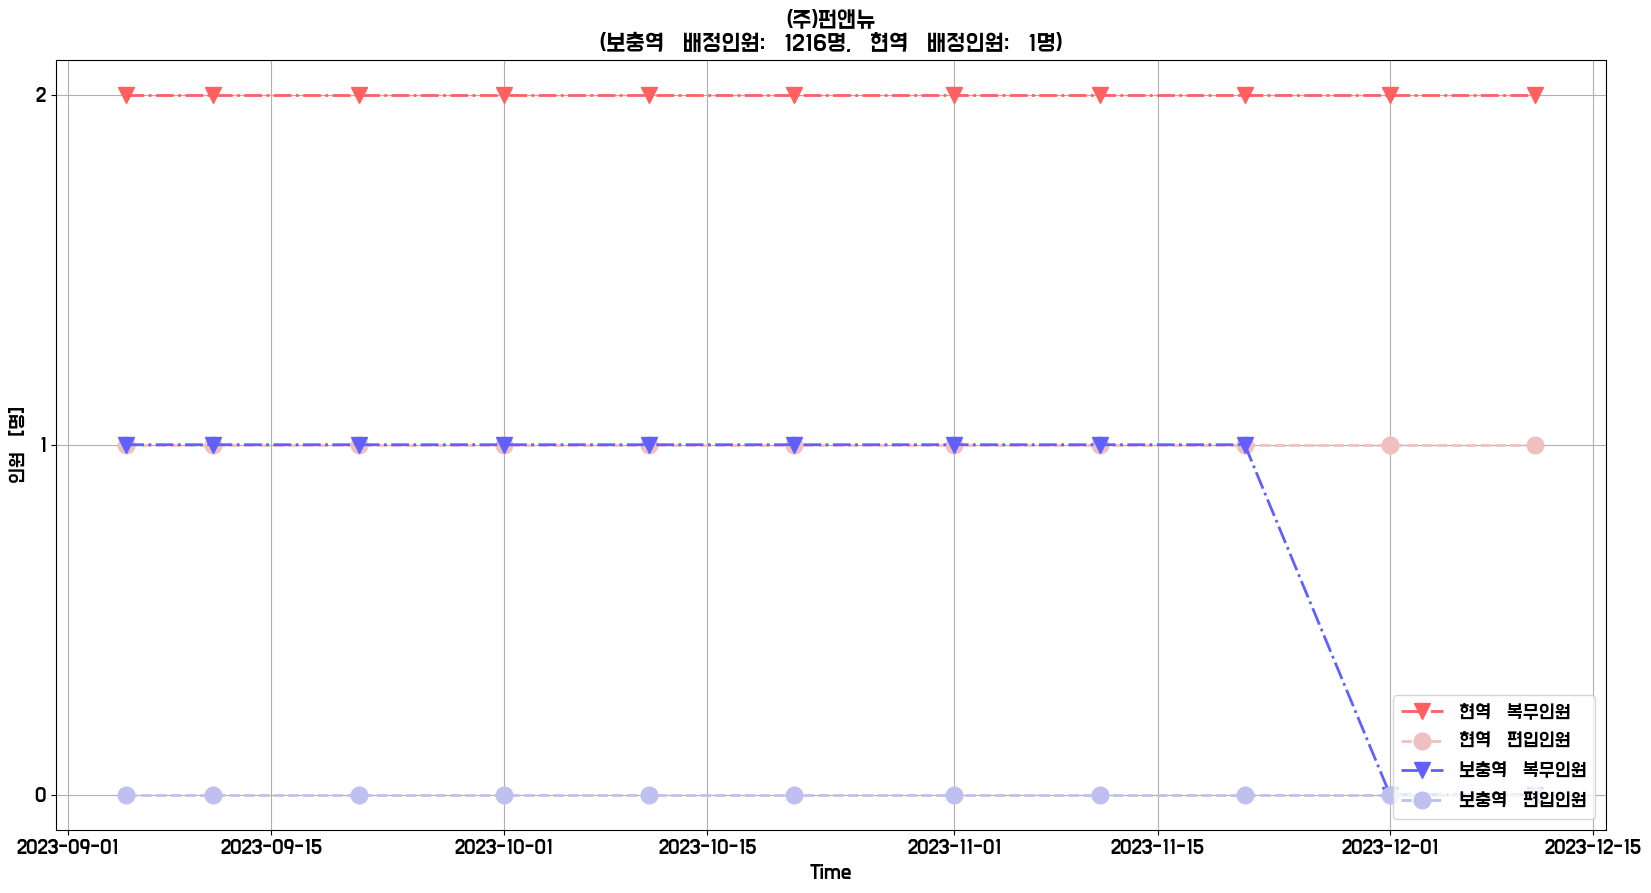 (주)펀앤뉴
(보충역 배정인원: 1216명, 현역 배정인원: 1명)
2
1
0
인원 [명]
현역 복무인원
현역 편입인원
보충역 복무인원
보충역 편입인원
2023-09-01 2023-09-15 2023-10-01 2023-10-15 2023-11-01 2023-11-15 2023-12-01 2023-12-15
Time